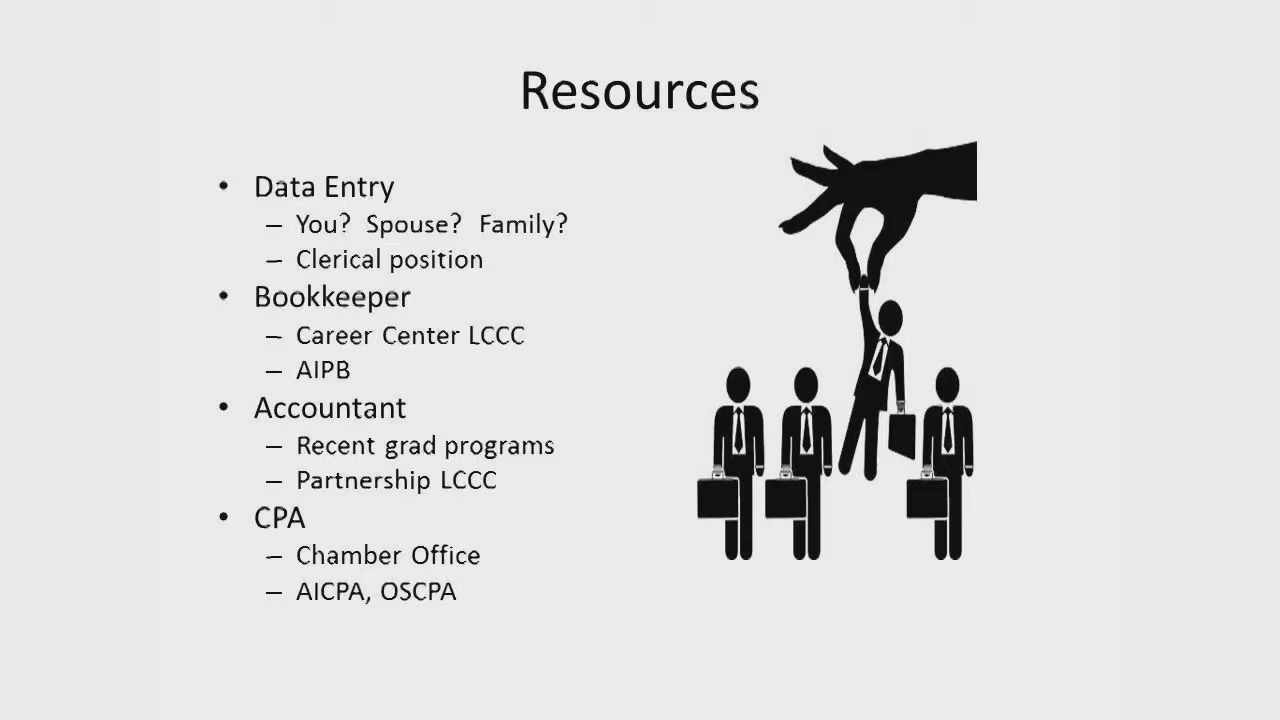 Resources
• Data Entry
– You? Spouse? Family?
– Clerical position
• Bookkeeper
– Career Center LCCC
– AIPB
• Accountant
– Recent grad programs
– Partnership LCCC
• CPA
– Chamber Office
– AICPA, OSCPA